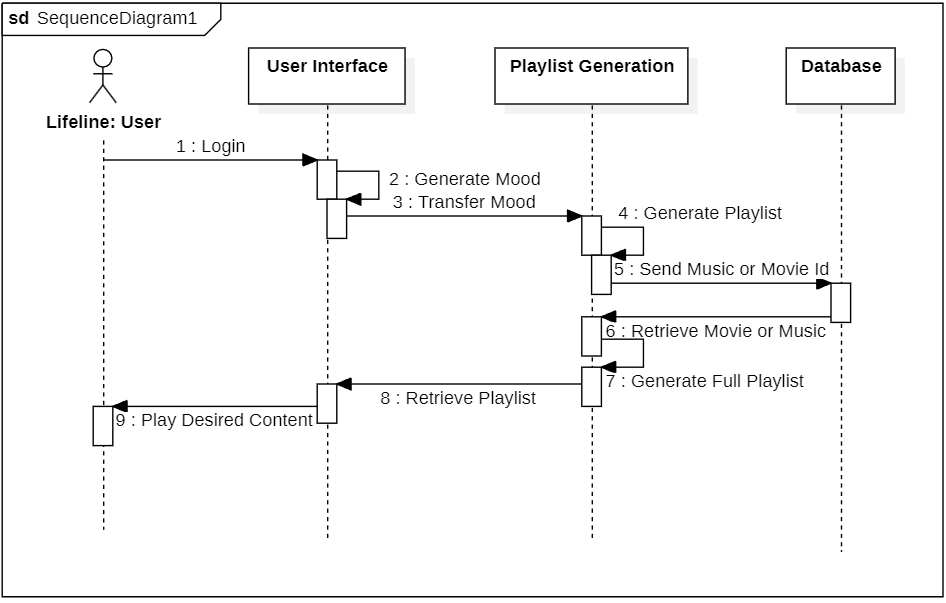 sd SequenceDiagram1
User Interface
Playlist Generation
Database
Lifeline: User
1 : Login
2 : Generate Mood
3 : Transfer Mood
4 : Generate Playlist
5 : Send Music or Movie Id
6 : Retrieve Movie or Music
7 : Generate Full Playlist
8 : Retrieve Playlist
9 : Play Desired Content